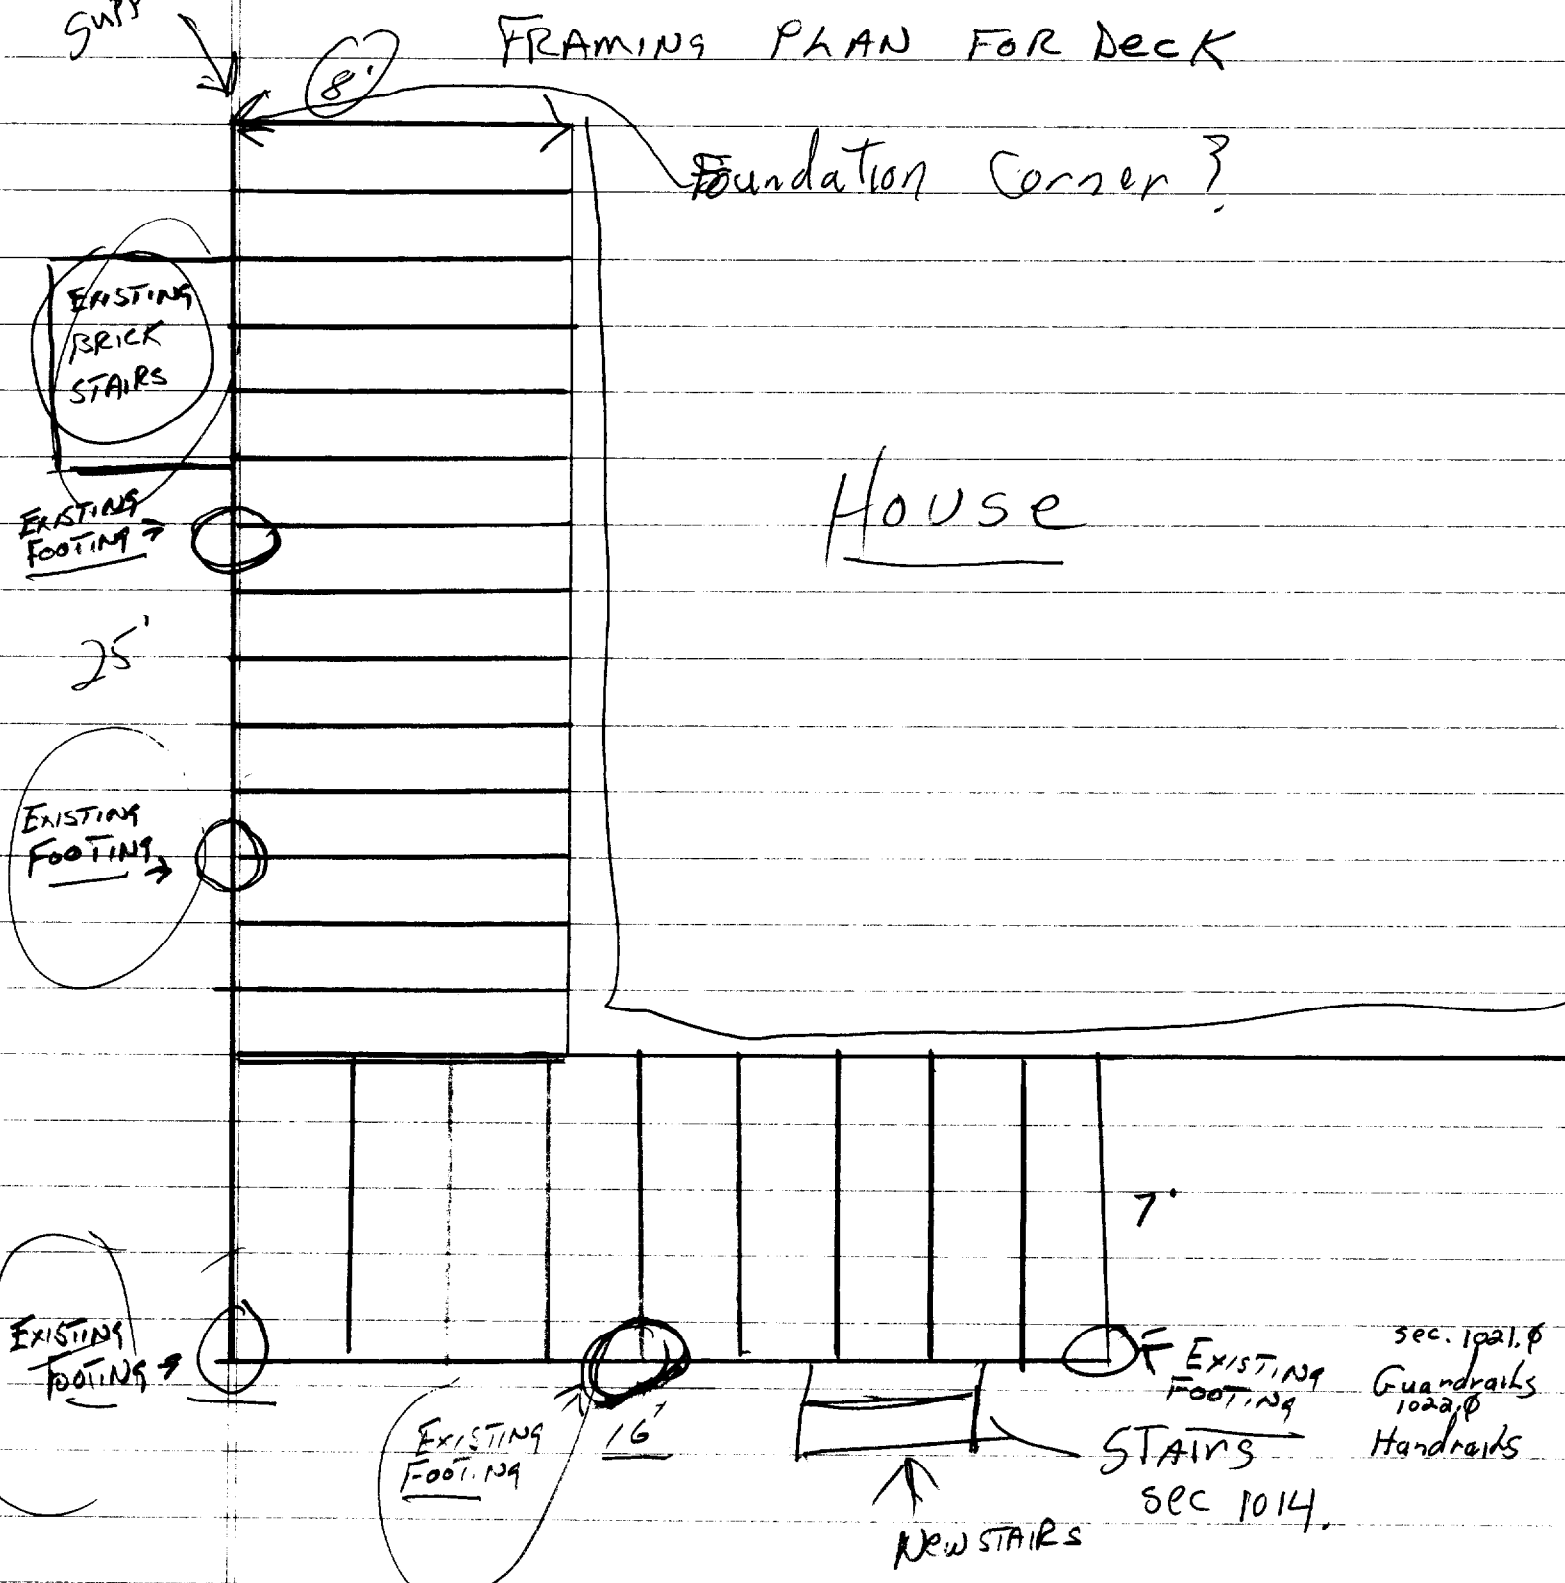 FRAMING PLAN FOR DECK
8'
Foundation Corner?
EXISTING
BRICK
STAIRS
House
EXISTING
FOOTING
25'
EXISTING
FOOTING
7'
EXISTING
FOOTING
EXISTING
FOOTING
16'
EXISTING
FOOTING
sec. 1021.0
Guardrails
1022.0
Handrails
STAIRS
sec 1014.
NEW STAIRS